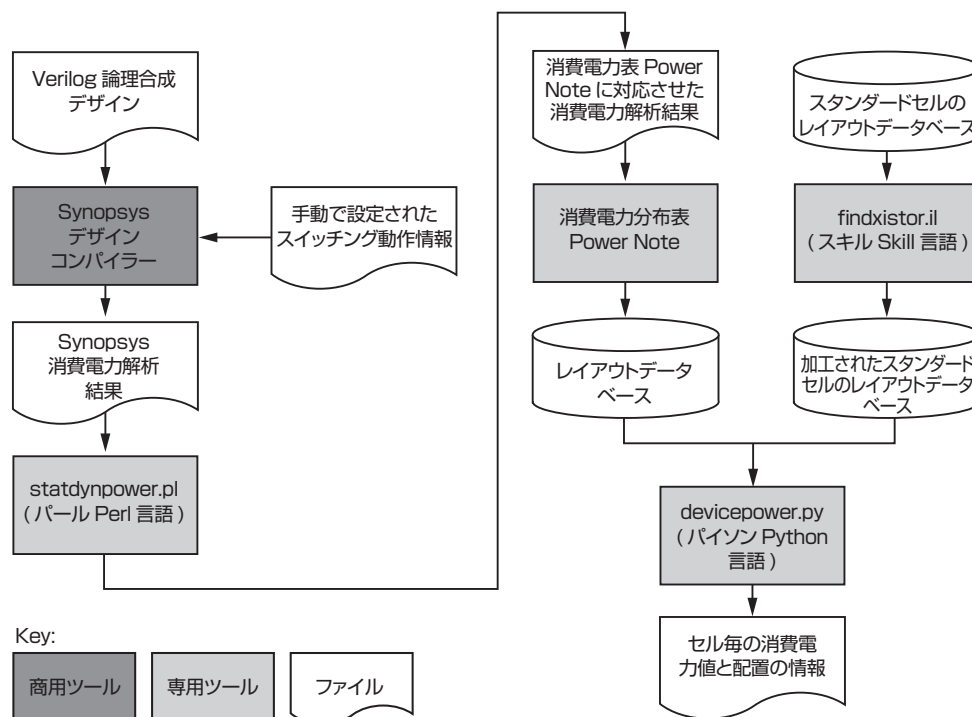 Verilog 論理合成
デザイン
Synopsys
デザイン
コンパイラー
手動で設定された
スイッチング動作情報
Synopsys
消費電力解析
結果
statdynpower.pl
( パール Perl 言語 )
消費電力表 Power
Note に対応させた
消費電力解析結果
消費電力分布表
Power Note
レイアウトデータ
ベース
スタンダードセルの
レイアウトデータベース
findxistor.il
( スキル Skill 言語 )
加工されたスタンダード
セルのレイアウトデータ
ベース
devicepower.py
( パイソン Python
言語 )
セル毎の消費電
力値と配置の情報
Key:
商用ツール
専用ツール
ファイル